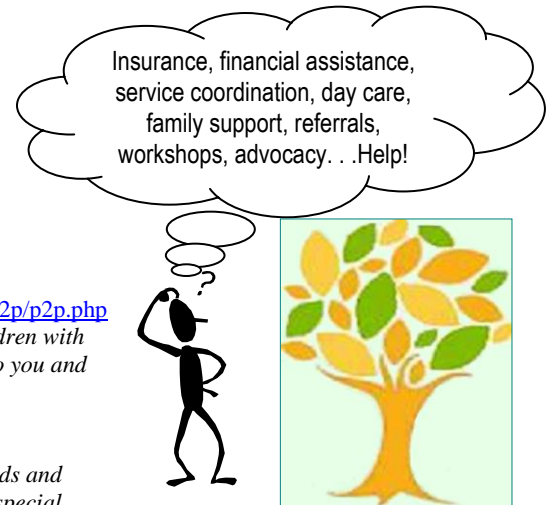 Insurance, financial assistance,
service coordination, day care,
family support, referrals,
workshops, advocacy. . .Help!
?
2p/p2p.php
dren with
o you and
ds and
special